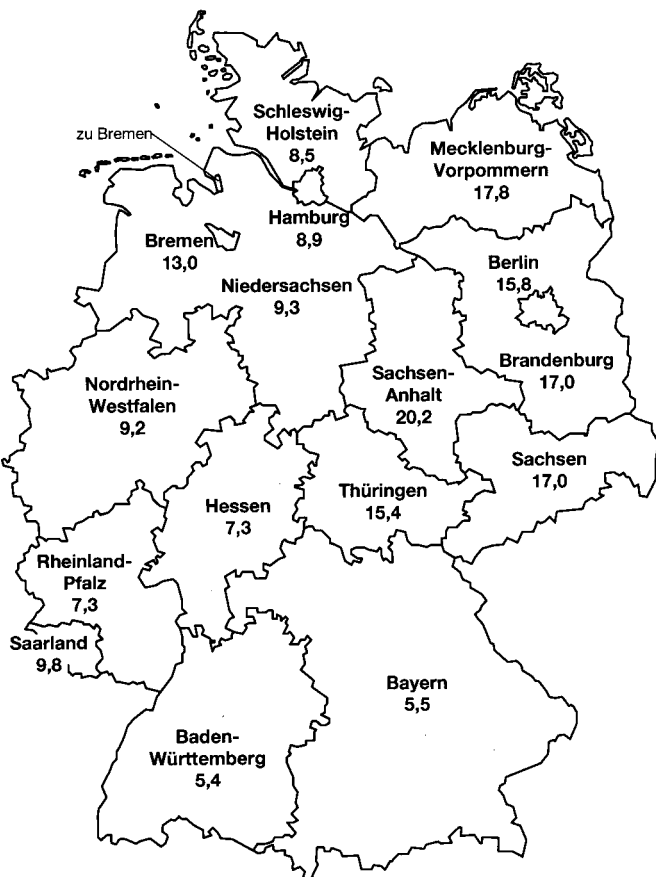 Schleswig-
Holstein
8,5
zu Bremen
Mecklenburg-
Vorpommern
17,8
Hamburg
8,9
Bremen
13,0
Berlin
15,8
Niedersachsen
9,3
Brandenburg
17,0
Sachsen-
Anhalt
20,2
Nordrhein-
Westfalen
9,2
Sachsen
17,0
Thüringen
15,4
Hessen
7,3
Rheinland-
Pfalz
7,3
Saarland
9,8
Bayern
5,5
Baden-
Württemberg
5,4